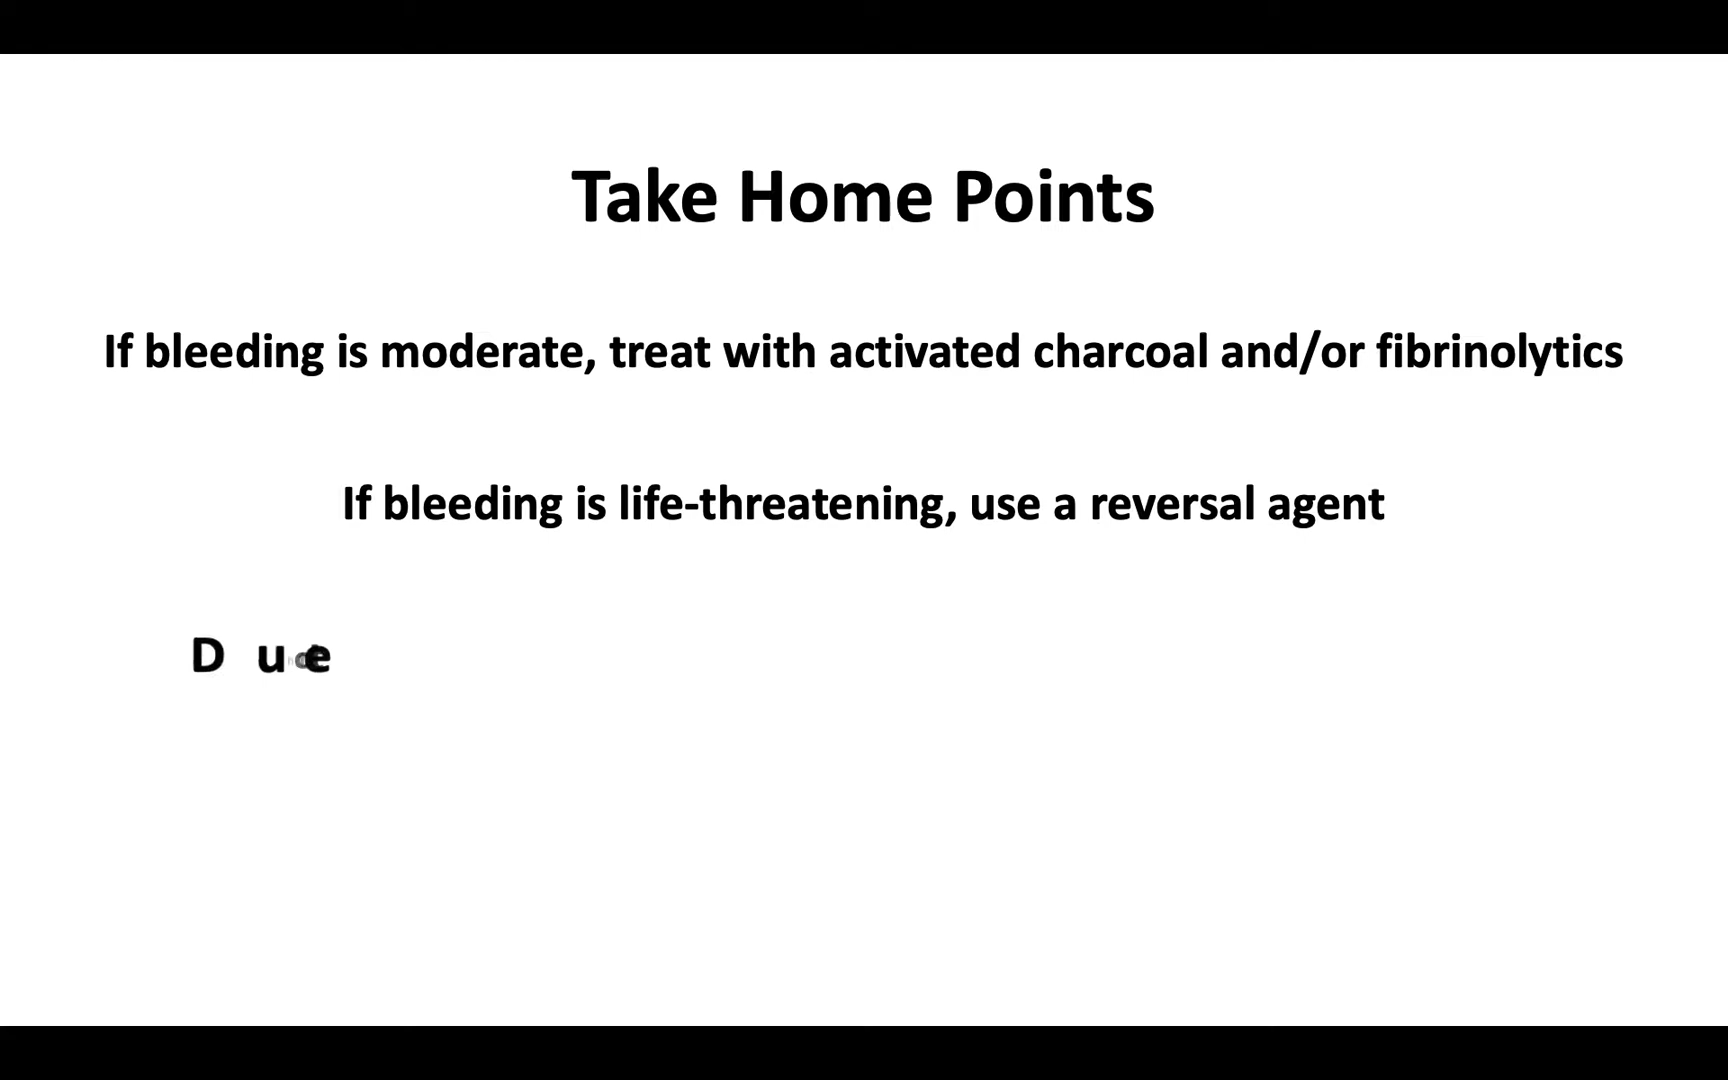 Take Home Points
If bleeding is moderate, treat with activated charcoal and/or fibrinolytics
If bleeding is life-threatening, use a reversal agent
Due